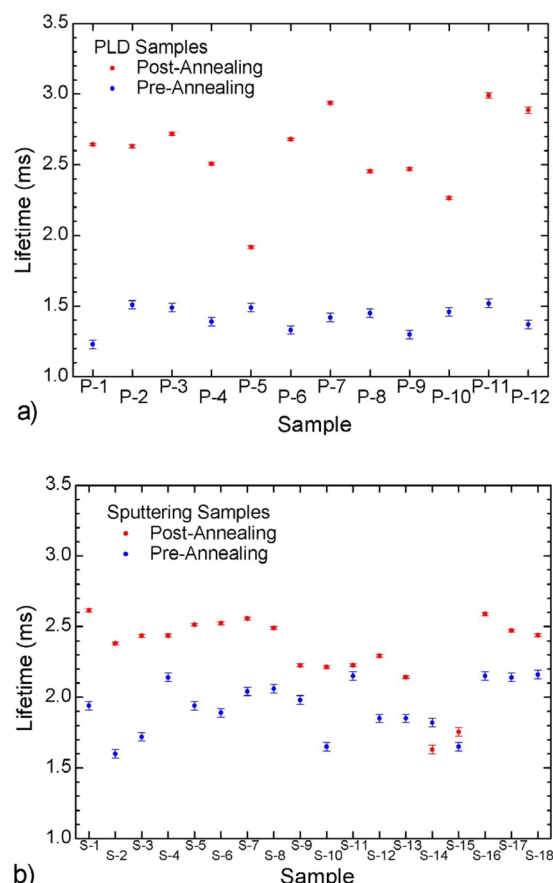 3.5
PLD Samples
Post-Annealing
Pre-Annealing
3.0
2.5
2.0
1.5
1.0
Lifetime (ms)
P-1 P-2 P-3 P-4 P-5 P-6 P-7 P-8 P-9 P-10 P-11 P-12
a)
Sample
3.5
Sputtering Samples
Post-Annealing
Pre-Annealing
3.0
2.5
2.0
1.5
1.0
Lifetime (ms)
S-1 S-2 S-3 S-4 S-5 S-6 S-7 S-8 S-9 S-10 S-11 S-12 S-13 S-14 S-15 S-16 S-17 S-18
b)
Sample